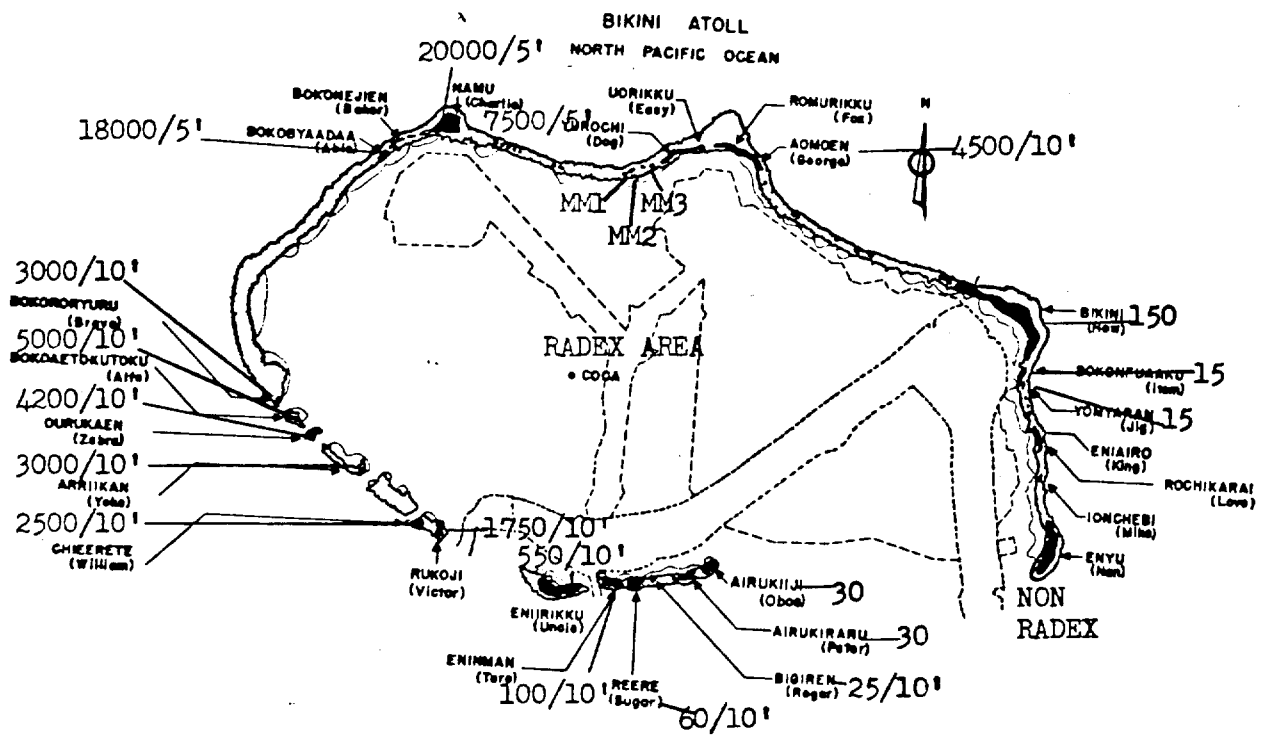 BIKINI ATOLL
NORTH PACIFIC OCEAN
20000/5'
NAMU
(Charlie)
BOKONEJIEN
(Baker)
18000/5'
BOKOBYAADAA
(Able)
7500/5'
UORIKKU
(Easy)
YUROCHI
(Dog)
ROMURIKKU
(Fox)
AOMOEN
(George)
4500/10'
N
MM1
MM3
MM2
3000/10'
BOKORORYURU
(Bravo)
5000/10'
BOKOAETOKUTOKU
(Alfa)
4200/10'
OURUKAEN
(Zebra)
3000/10'
ARRIIKAN
(Yoke)
2500/10'
CHIEERETE
(William)
RADEX AREA
COCA
BIKINI
(How)
150
BOKONFUAAKU
(Item)
15
YOMYARAN
(Jig)
15
ENIAIRO
(King)
ROCHIKARAI
(Love)
IONCHEBI
(Mike)
ENYU
(Nan)
NON
RADEX
1750/10'
RUKOJI
(Victor)
550/10'
ENIIRIKKU
(Uncle)
AIRUKIIJI
(Oboe)
30
AIRUKIRARU
(Peter)
30
ENINMAN
(Tare)
100/10'
REERE
(Sugar)
60/10'
BIGIREN
(Roger)
25/10'